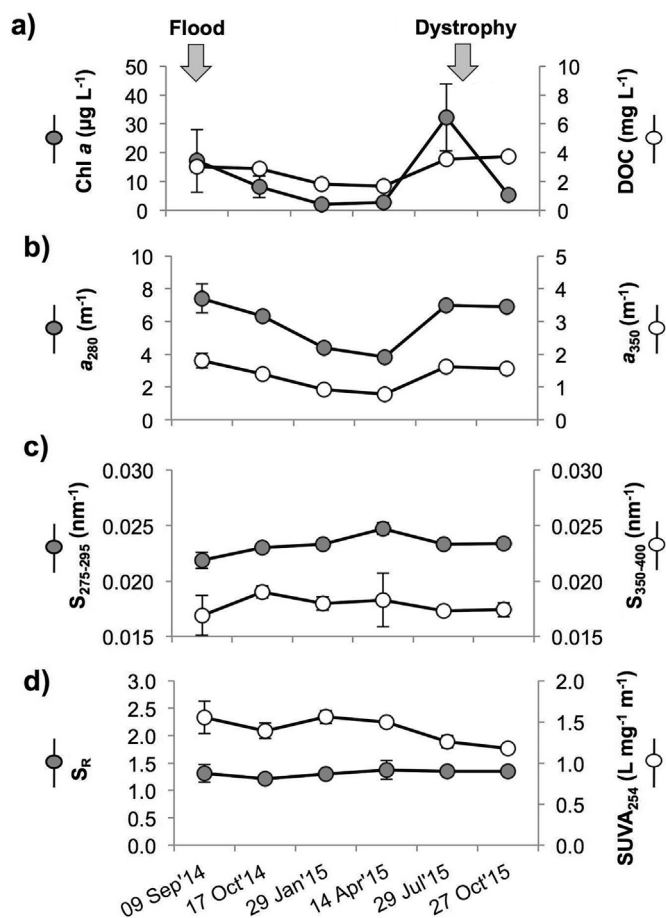 a)
Flood
Dystrophy
50
40
30
20
10
0
Chl a (µg L-1)
10
8
6
4
2
0
DOC (mg L-1)
b)
10
8
6
4
2
0
a280 (m-1)
5
4
3
2
1
0
a350 (m-1)
c)
0.030
0.025
0.020
0.015
S275-295 (nm-1)
0.030
0.025
0.020
0.015
S350-400 (nm-1)
d)
3.0
2.5
2.0
1.5
1.0
0.5
0.0
SR
2.0
1.5
1.0
0.5
0.0
SUVA254 (L mg-1 m-1)
09 Sep'14
17 Oct'14
29 Jan'15
14 Apr'15
29 Jul'15
27 Oct'15